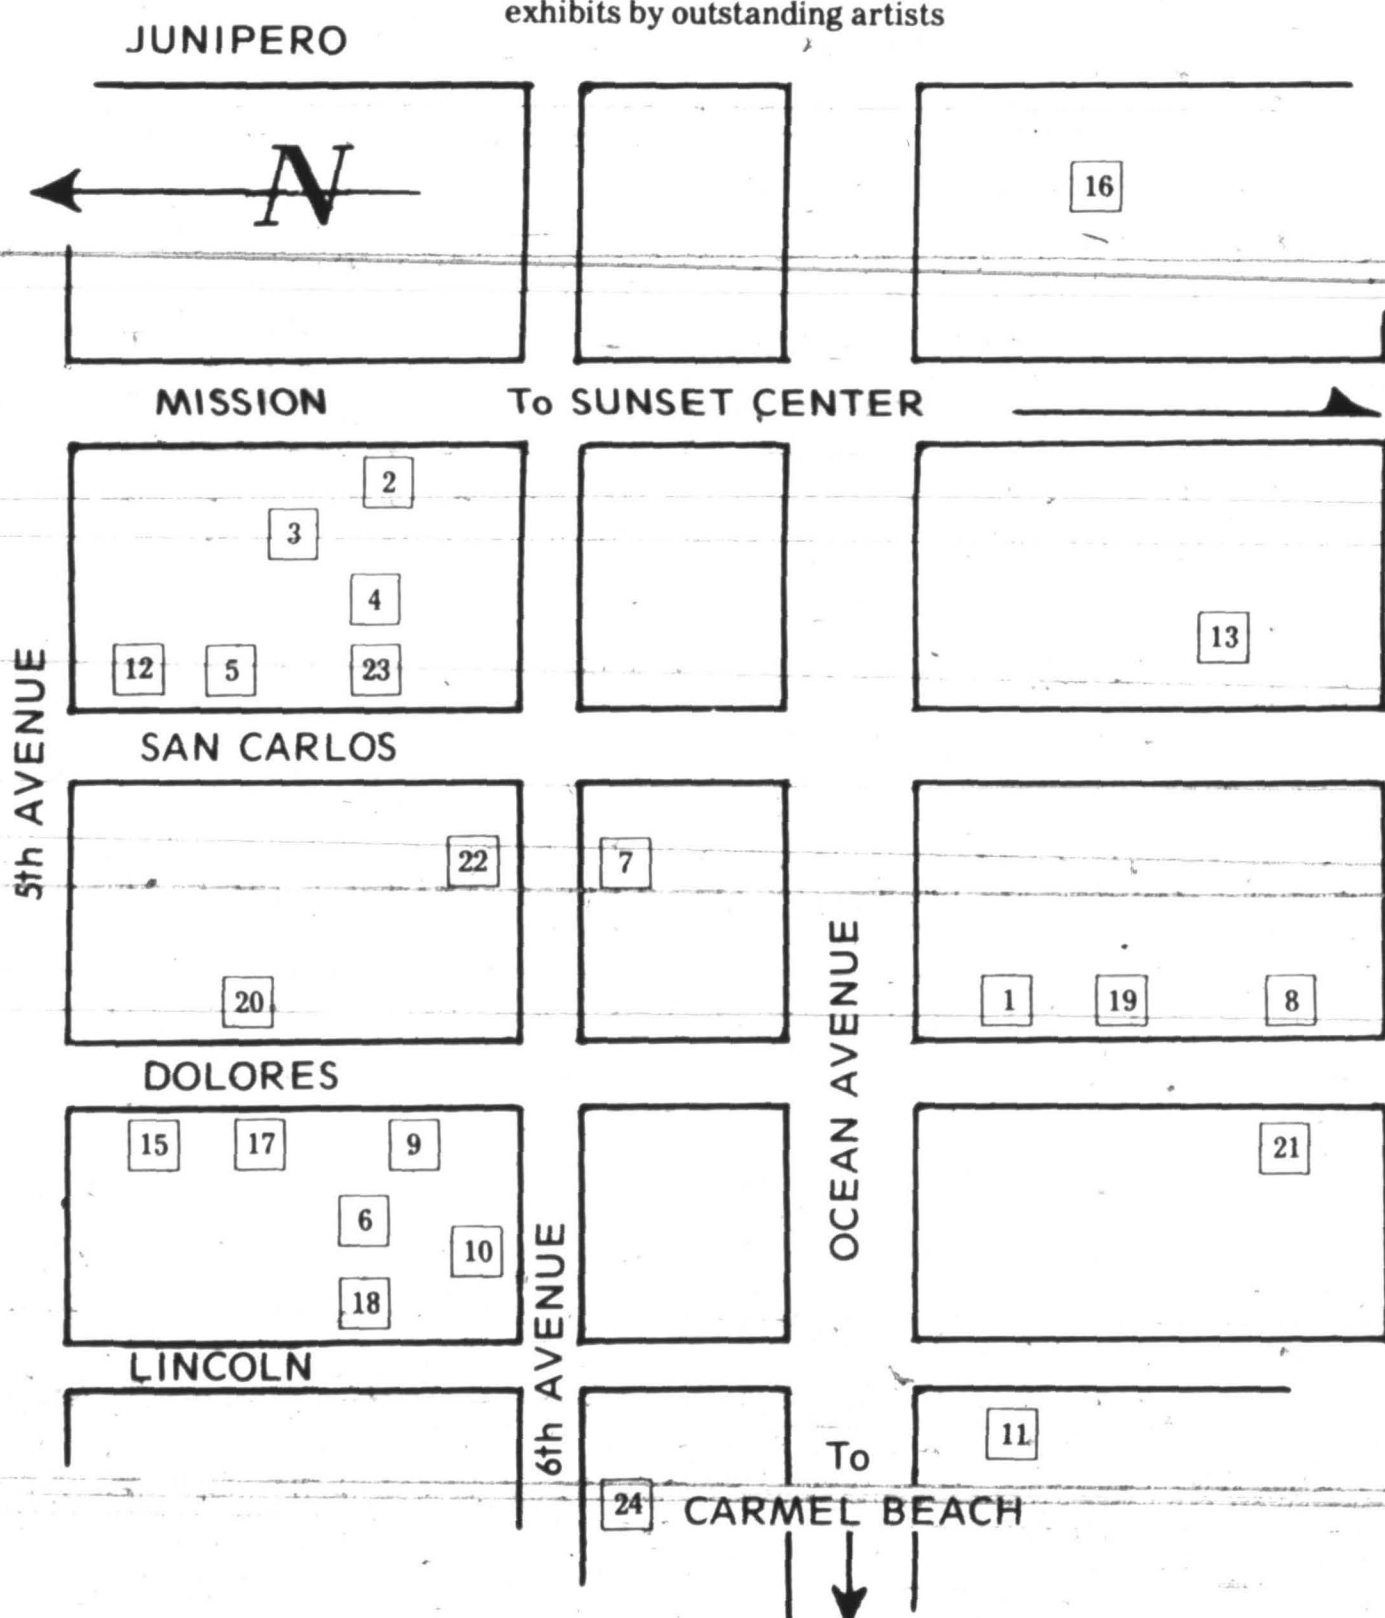 exhibits by outstanding artists
JUNIPERO
N
16
MISSION To SUNSET CENTER
2
3
4
13
12 5 23
5th AVENUE
SAN CARLOS
22 7
20
1 19 8
OCEAN AVENUE
DOLORES
15 17 9
21
6
10
18
6th AVENUE
LINCOLN
11
To
24
CARMEL BEACH